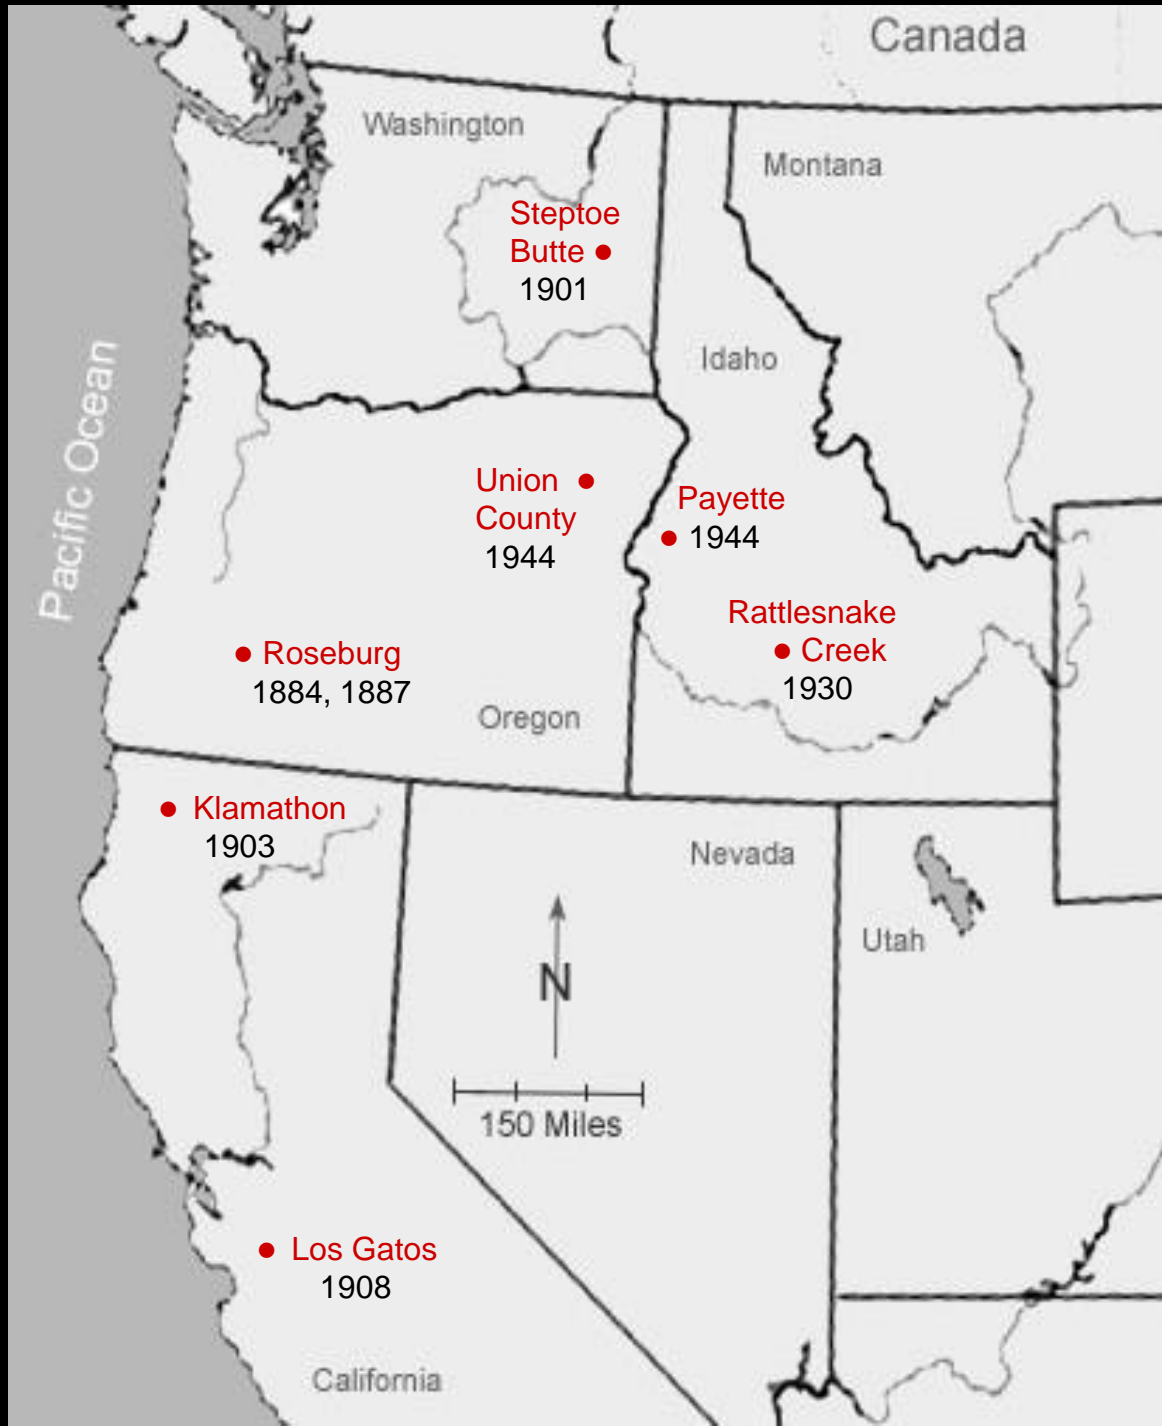 Canada
Washington
Montana
Steptoe
Butte
1901
Idaho
Pacific Ocean
Union
County
1944
Payette
1944
Rattlesnake
Creek
1930
Roseburg
1884, 1887
Oregon
Klamathon
1903
Nevada
Utah
N
150 Miles
Los Gatos
1908
California